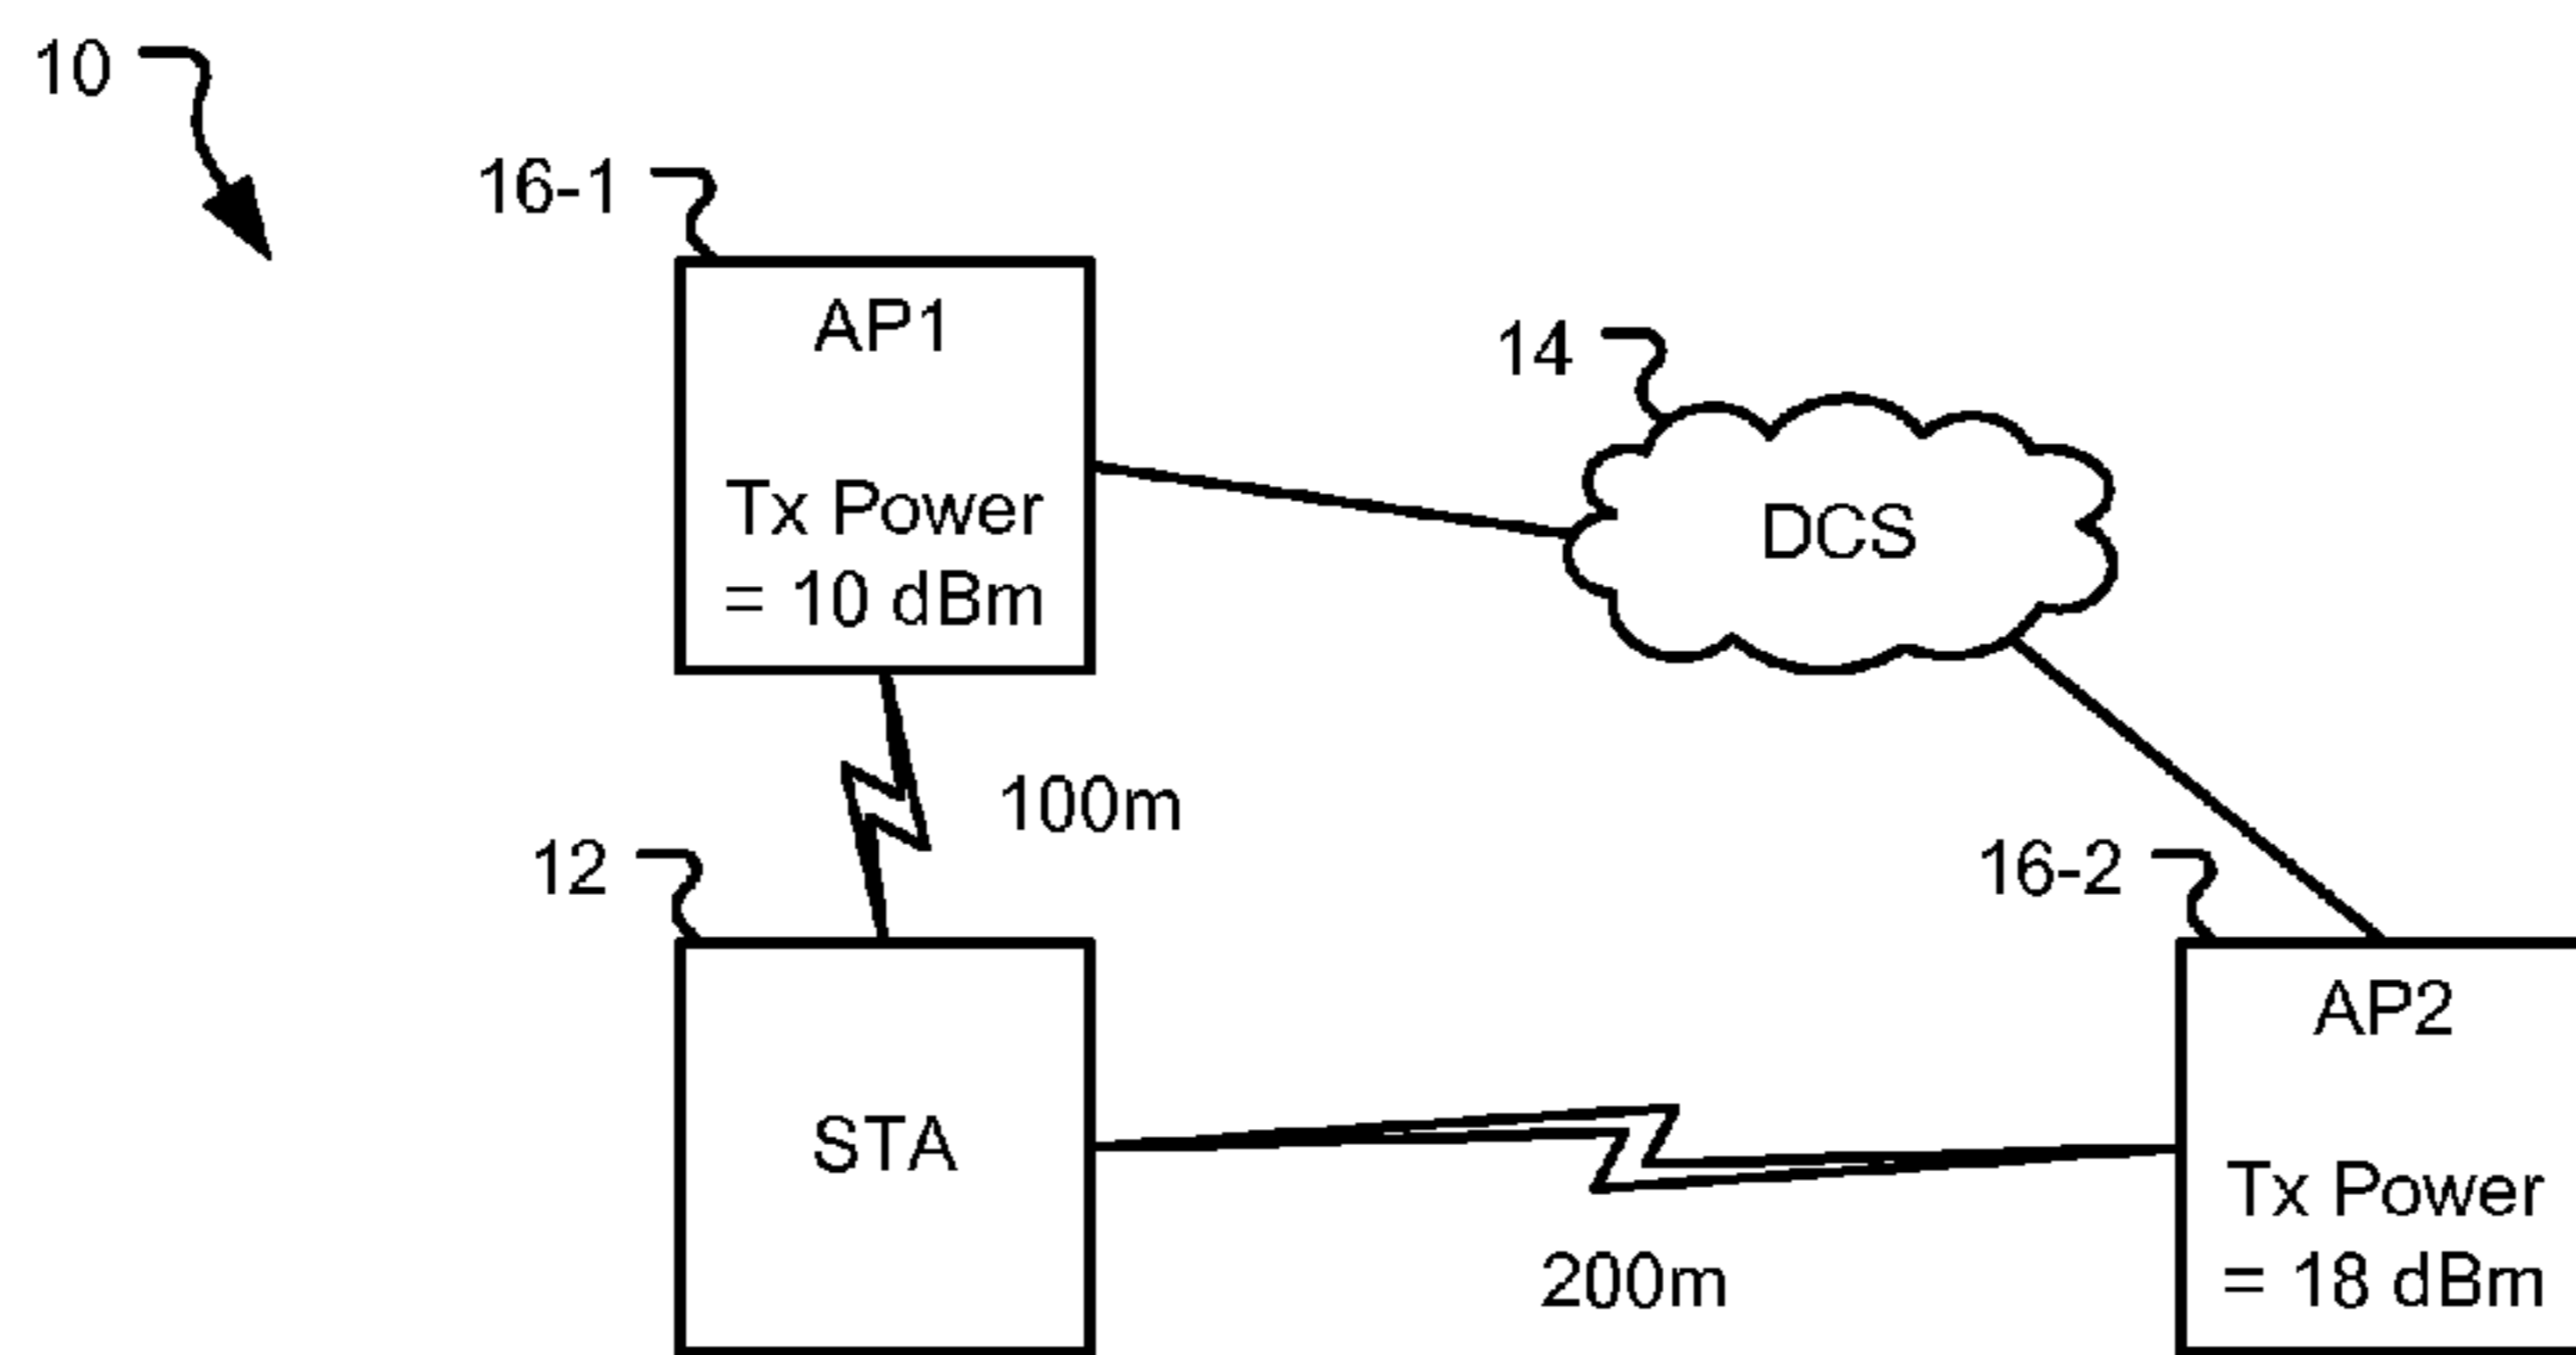 10
16-1
AP1
Tx Power
= 10 dBm
14
DCS
100m
12
STA
16-2
AP2
Tx Power
= 18 dBm
200m